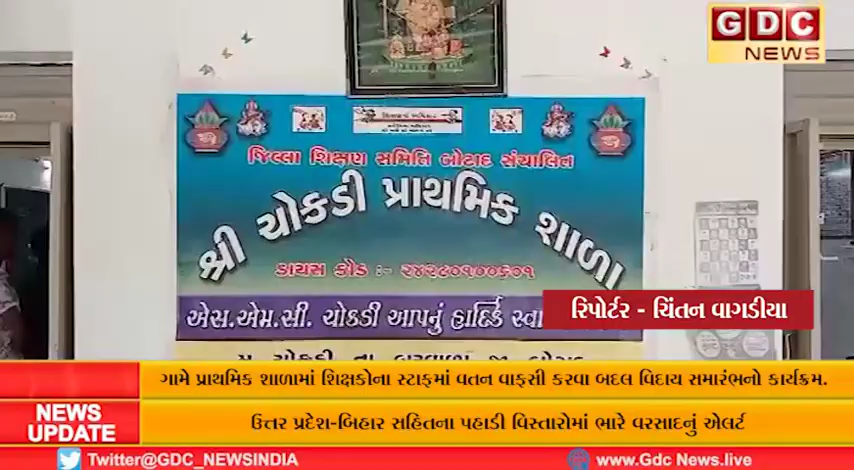 GDC
NEWS
જિલ્લા શિક્ષણ સમિતિ બોટાદ સંચાલિત
શ્રી ચોકડી પ્રાથમિક શાળા
ડાયસ કોડ :-
એસ.એમ.સી. ચોકડી આપનું હાર્દિક
રિપોર્ટર - ચિંતન વાગડીયા
ગામે પ્રાથમિક શાળામાં શિક્ષકોના સ્ટાફમાં વતન વાફસી કરવા બદલ વિદાય સમારંભનો કાર્યક્રમ.
NEWS
UPDATE
ઉત્તર પ્રદેશ-બિહાર સહિતના પહાડી વિસ્તારોમાં ભારે વરસાદનું એલર્ટ
Twitter@GDC_NEWSINDIA
www.Gdc News.live